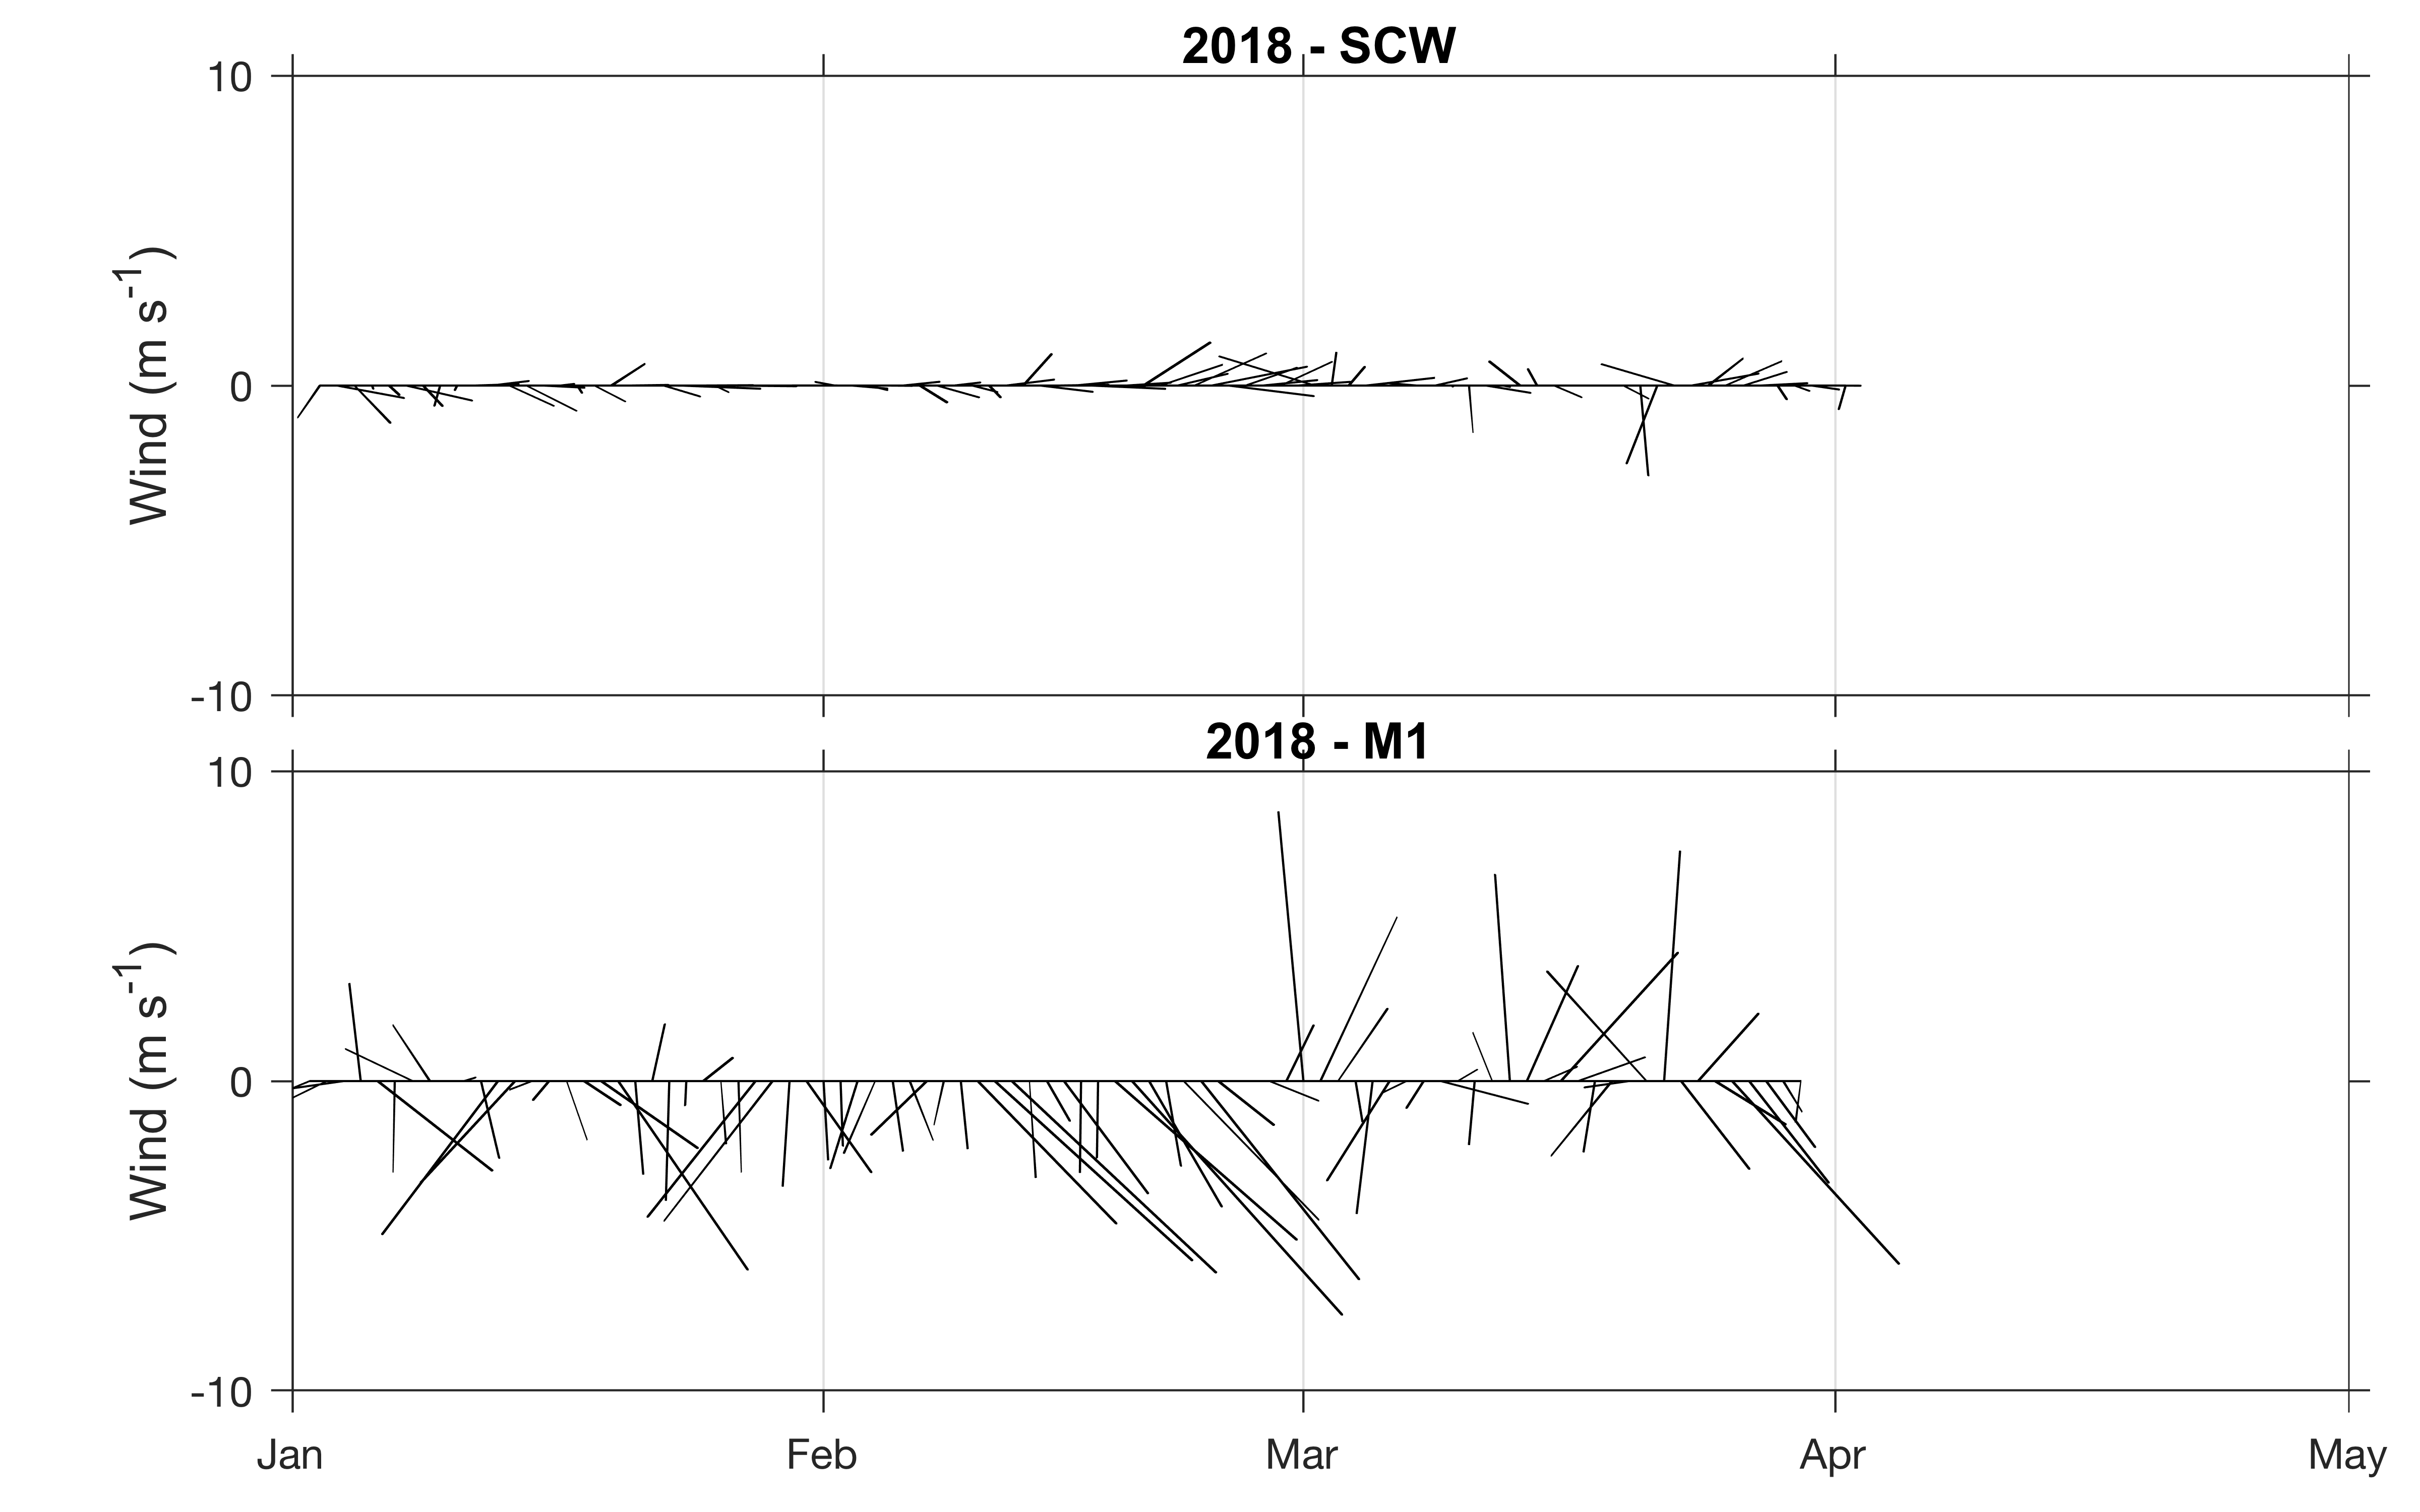 2018 - SCW
10
0
-10
Wind (m s-1)
2018 - M1
10
0
-10
Wind (m s-1)
Jan Feb Mar Apr May